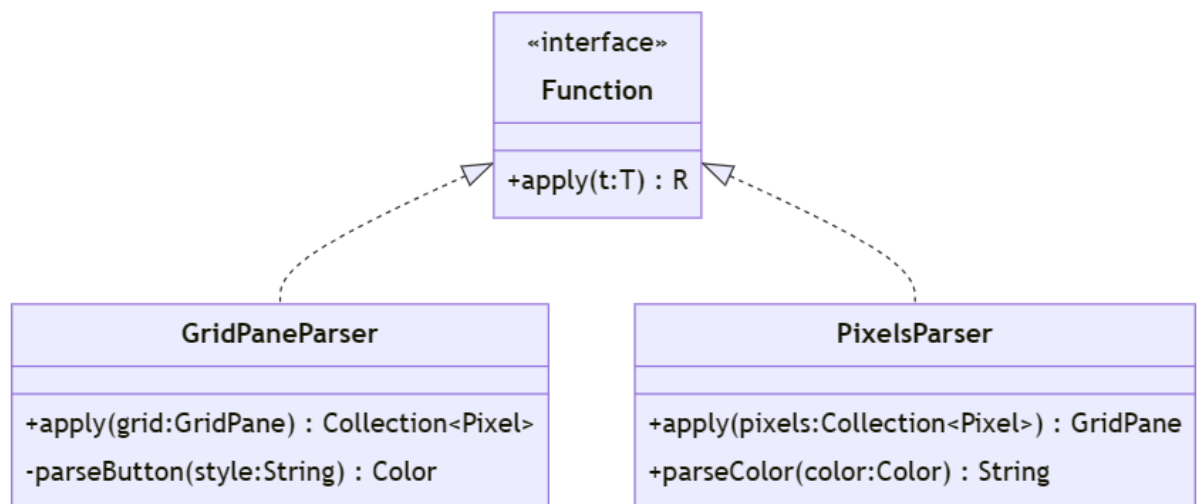 «interface»
Function
+apply(t:T) : R
GridPaneParser
+apply(grid:GridPane) : Collection<Pixel>
-parseButton(style:String) : Color
PixelsParser
+apply(pixels:Collection<Pixel>) : GridPane
+parseColor(color:Color) : String